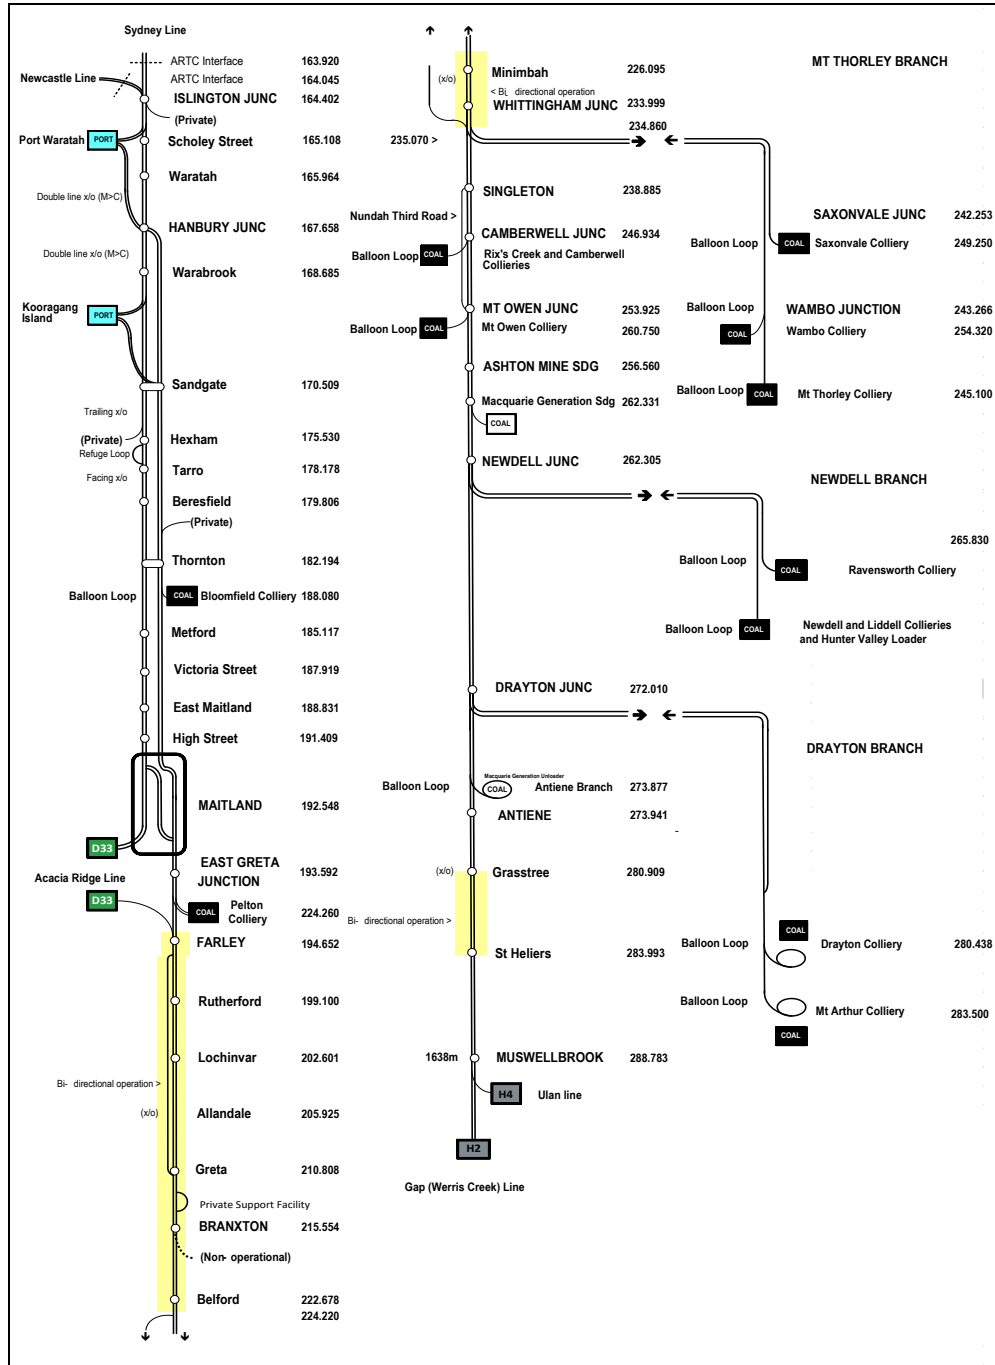 Sydney Line
ARTC Interface 163.920
Newcastle Line
ARTC Interface 164.045
ISLINGTON JUNC 164.402
(Private)
Port Waratah PORT
Scholey Street 165.108
Waratah 165.964
Double line x/o (M>C)
HANBURY JUNC 167.658
Double line x/o (M>C)
Warabrook 168.685
Kooragang
Island
PORT
Sandgate 170.509
Trailing x/o
(Private)
Hexham 175.530
Refuge Loop
Tarro 178.178
Facing x/o
Beresfield 179.806
(Private)
Thornton 182.194
Balloon Loop COAL Bloomfield Colliery 188.080
Metford 185.117
Victoria Street 187.919
East Maitland 188.831
High Street 191.409
MAITLAND 192.548
D33
EAST GRETA
JUNCTION 193.592
Acacia Ridge Line
D33
COAL Pelton
Colliery 224.260
FARLEY 194.652
Rutherford 199.100
Lochinvar 202.601
Bi- directional operation >
(x/o)
Allandale 205.925
Greta 210.808
Private Support Facility
BRANXTON 215.554
(Non- operational)
Belford 222.678
224.220
(x/o)
Minimbah 226.095
< Bi_ directional operation
WHITTINGHAM JUNC 233.999
234.860
235.070 >
SINGLETON 238.885
Nundah Third Road >
CAMBERWELL JUNC 246.934
Balloon Loop COAL
Rix's Creek and Camberwell
Collieries
MT OWEN JUNC 253.925
Balloon Loop COAL
Mt Owen Colliery 260.750
ASHTON MINE SDG 256.560
Macquarie Generation Sdg 262.331
COAL
NEWDELL JUNC 262.305
DRAYTON JUNC 272.010
Macquarie Generation Unloader
Balloon Loop COAL Antiene Branch 273.877
ANTIENE 273.941
-
(x/o)
Grasstree 280.909
Bi- directional operation >
St Heliers 283.993
1638m MUSWELLBROOK 288.783
H4 Ulan line
H2
Gap (Werris Creek) Line
MT THORLEY BRANCH
SAXONVALE JUNC 242.253
Balloon Loop COAL Saxonvale Colliery 249.250
Balloon Loop WAMBO JUNCTION 243.266
COAL Wambo Colliery 254.320
Balloon Loop COAL Mt Thorley Colliery 245.100
NEWDELL BRANCH
265.830
Balloon Loop
COAL Ravensworth Colliery
Balloon Loop COAL
Newdell and Liddell Collieries
and Hunter Valley Loader
DRAYTON BRANCH
COAL
Balloon Loop Drayton Colliery 280.438
Balloon Loop
Mt Arthur Colliery 283.500
COAL